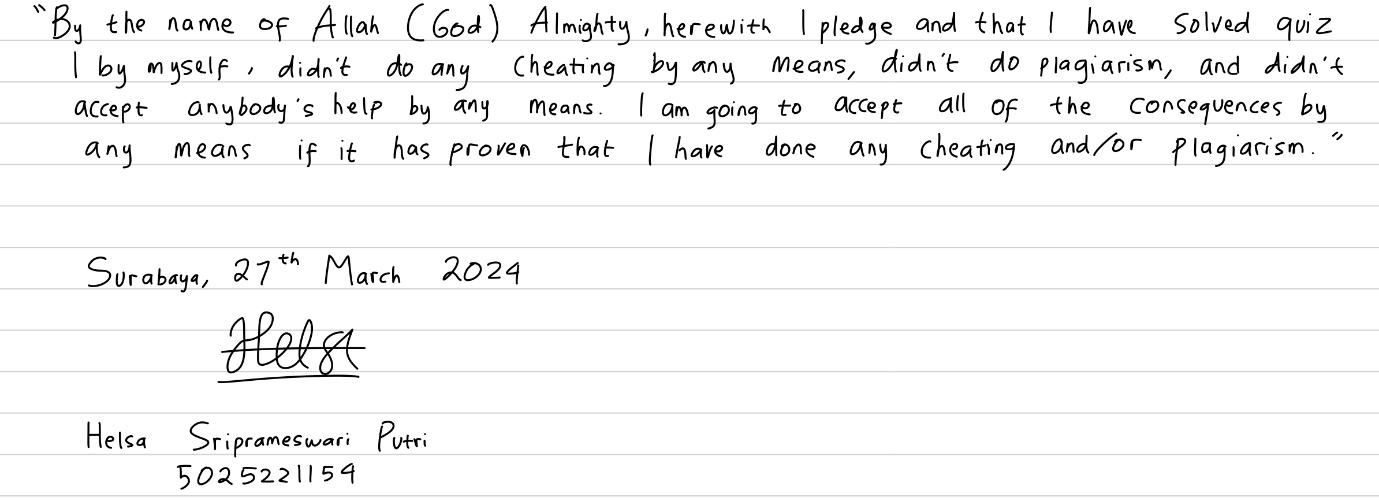 "By the name of Allah (God) Almighty, herewith I pledge and that I have solved quiz
I by myself, didn't do any cheating by any means, didn't do plagiarism, and didn't
accept anybody's help by any means. I am going to accept all of the consequences by
any means if it has proven that I have done any cheating and/or plagiarism."
Surabaya, 27th March 2024
Helsa
Helsa Sriprameswari Putri
5025221154